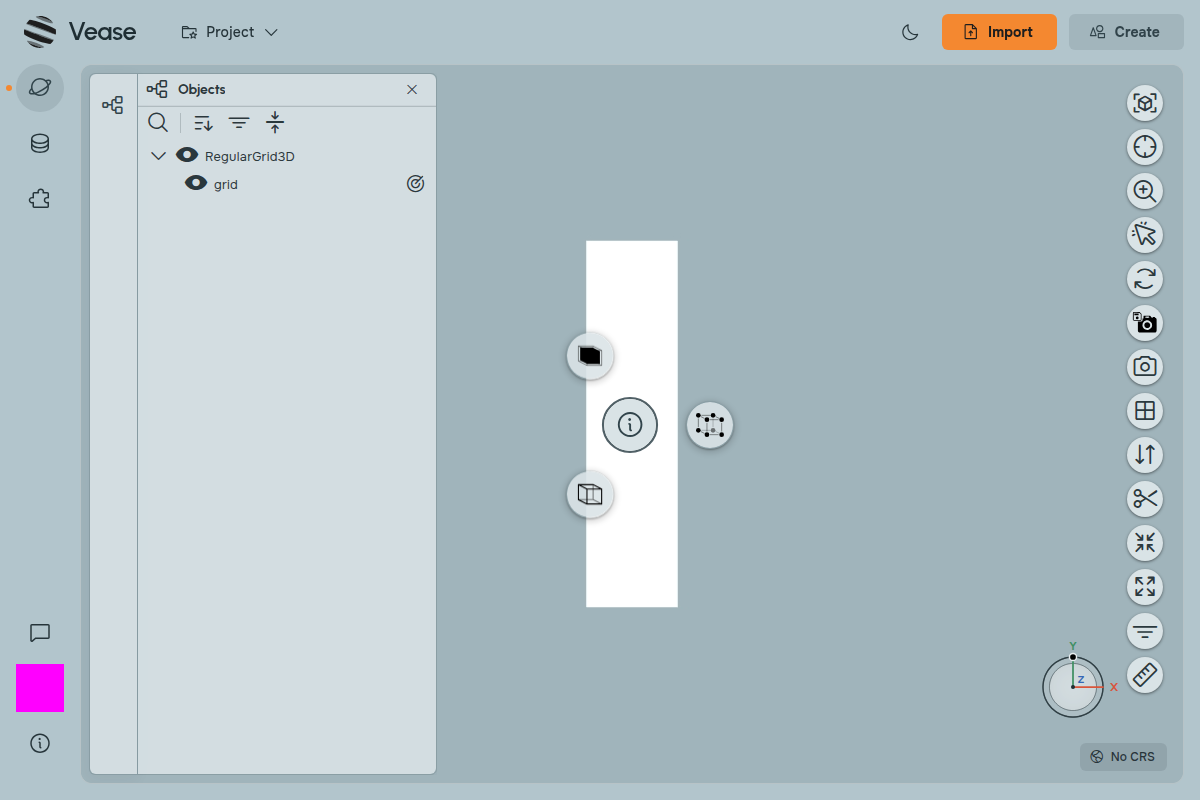 Vease
Project
Import
Create
Objects
RegularGrid3D
grid
Y
Z
X
No CRS